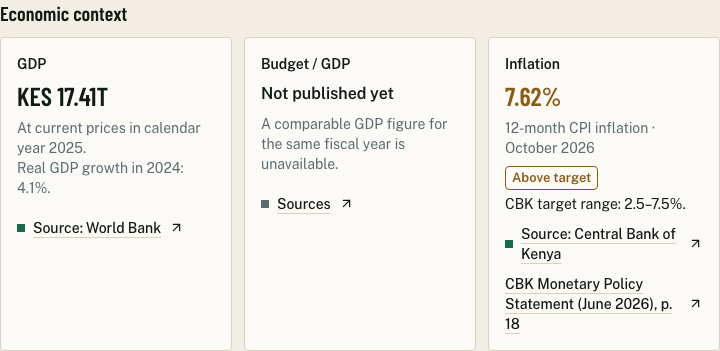 Economic context
GDP
KES 17.41T
At current prices in calendar
year 2025.
Real GDP growth in 2024:
4.1%.
Source: World Bank
Budget / GDP
Not published yet
A comparable GDP figure for
the same fiscal year is
unavailable.
Sources
Inflation
7.62%
12-month CPI inflation ·
October 2026
Above target
CBK target range: 2.5–7.5%.
Source: Central Bank of
Kenya
CBK Monetary Policy
Statement (June 2026), p.
18